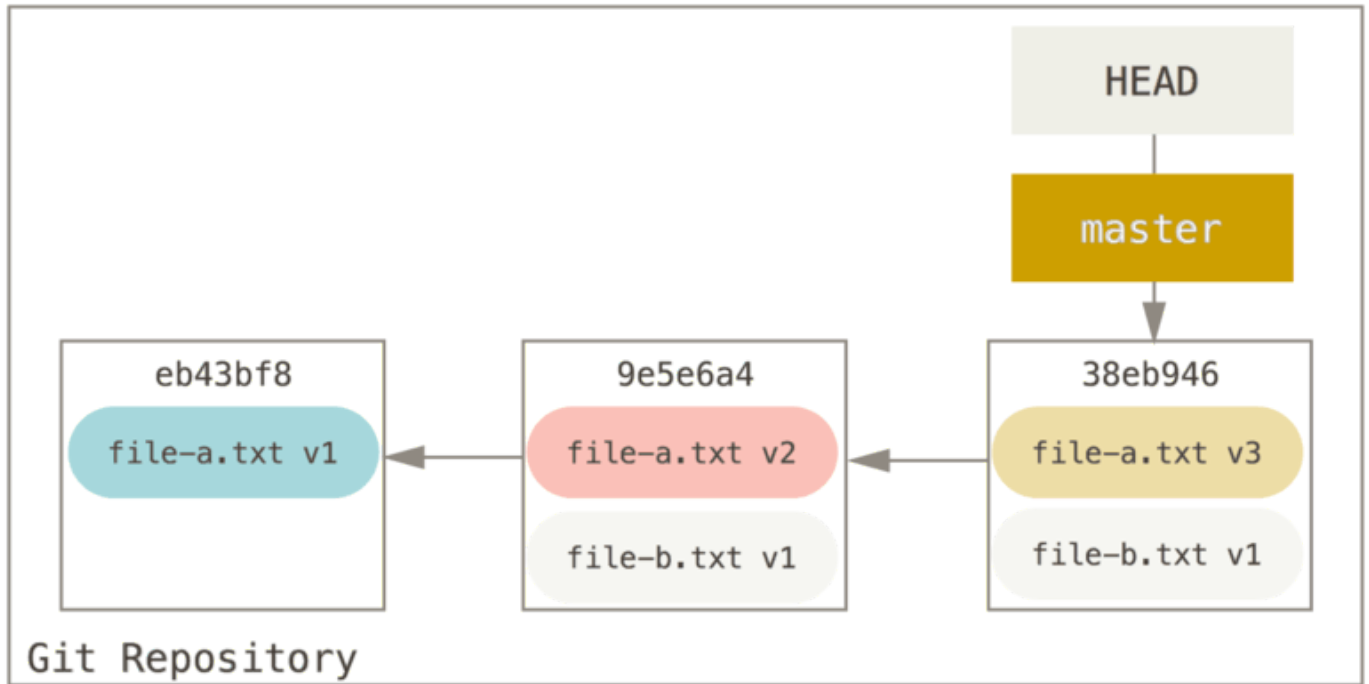 HEAD
master
eb43bf8
file-a.txt v1
9e5e6a4
file-a.txt v2
file-b.txt v1
38eb946
file-a.txt v3
file-b.txt v1
Git Repository